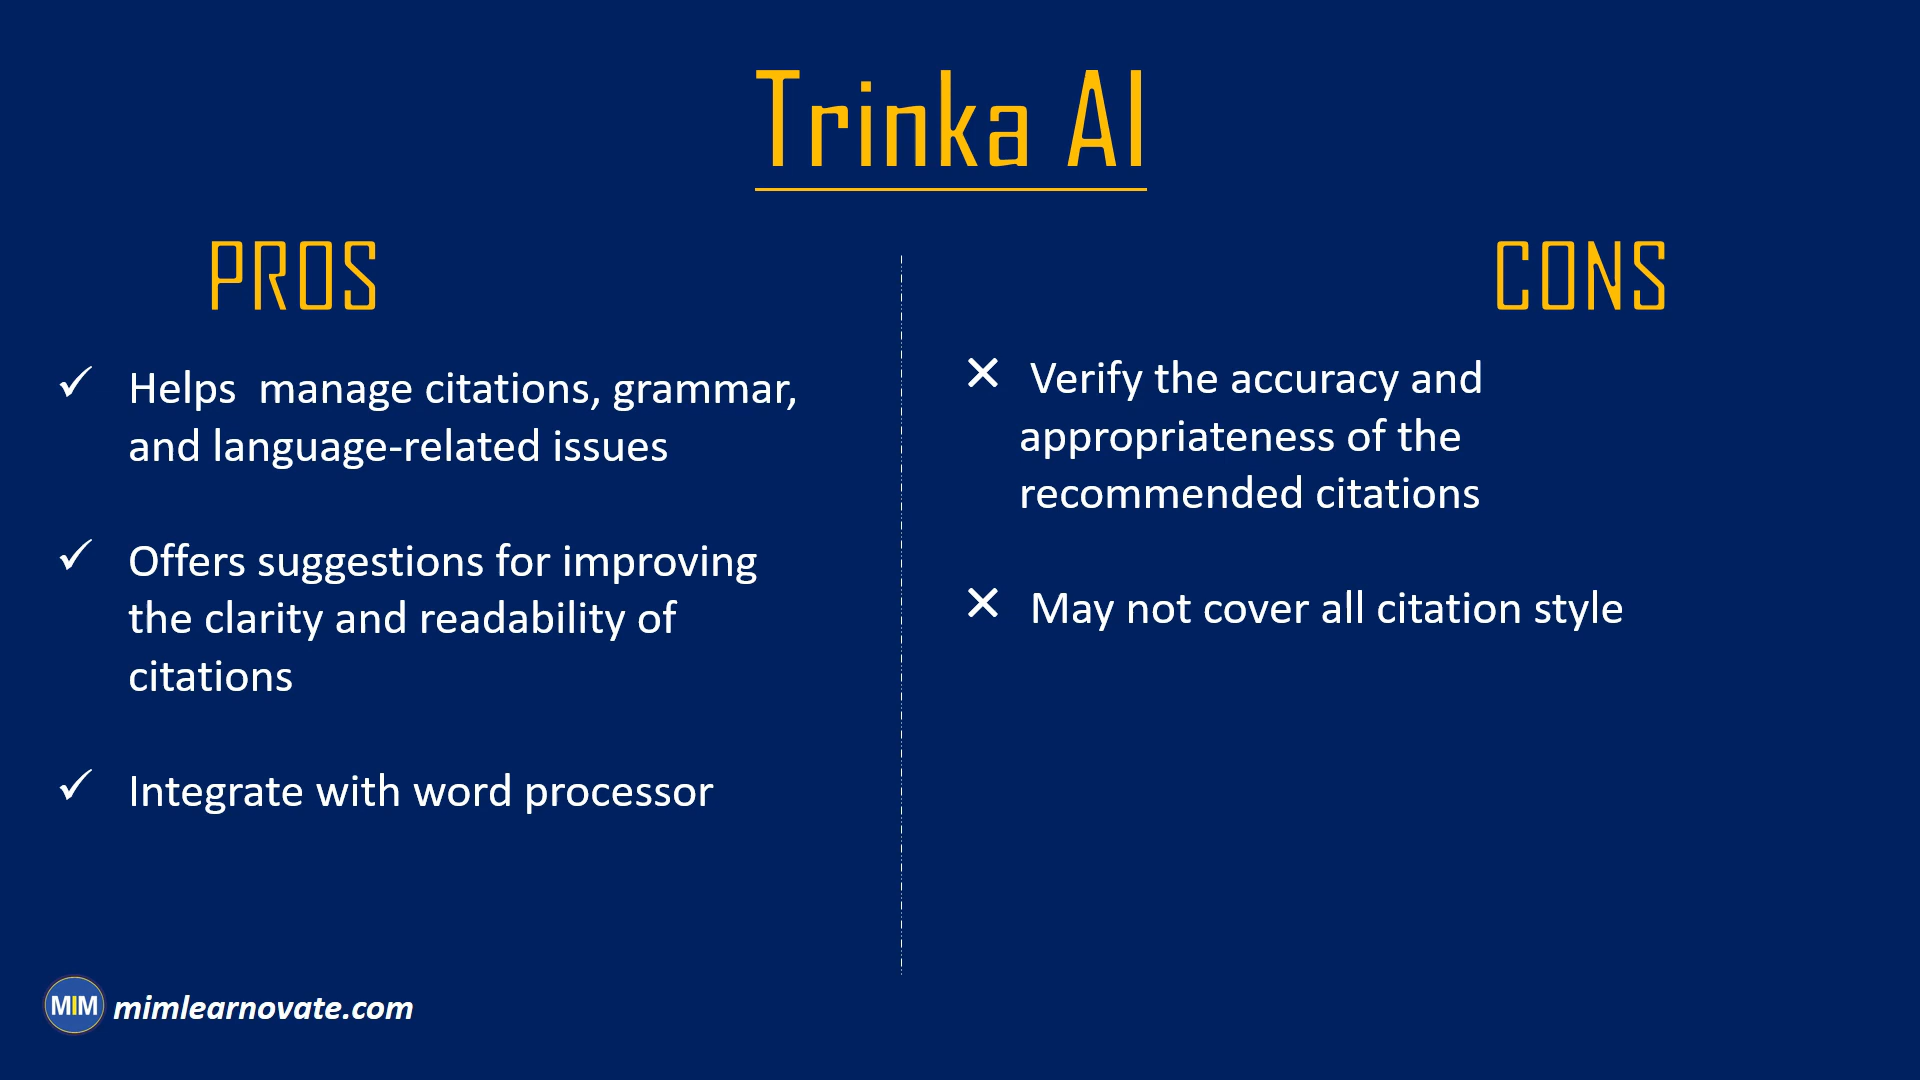 Trinka AI
PROS
✓ Helps  manage citations, grammar,
and language-related issues
✓ Offers suggestions for improving
the clarity and readability of
citations
✓ Integrate with word processor
CONS
✕ Verify the accuracy and
appropriateness of the
recommended citations
✕ May not cover all citation style
MIM mimlearnovate.com